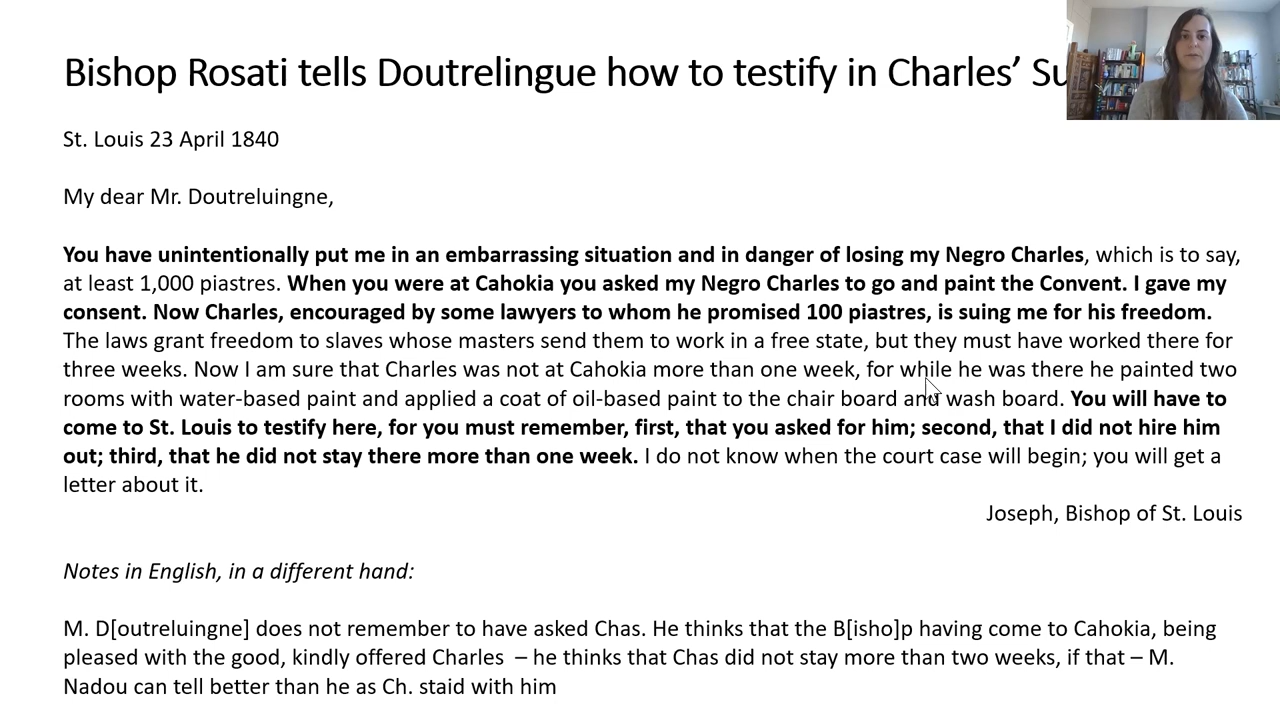 Bishop Rosati tells Doutrelingue how to testify in Charles’ Su
St. Louis 23 April 1840
My dear Mr. Doutreluingne,
You have unintentionally put me in an embarrassing situation and in danger of losing my Negro Charles, which is to say,
at least 1,000 piastres. When you were at Cahokia you asked my Negro Charles to go and paint the Convent. I gave my
consent. Now Charles, encouraged by some lawyers to whom he promised 100 piastres, is suing me for his freedom.
The laws grant freedom to slaves whose masters send them to work in a free state, but they must have worked there for
three weeks. Now I am sure that Charles was not at Cahokia more than one week, for while he was there he painted two
rooms with water-based paint and applied a coat of oil-based paint to the chair board and wash board. You will have to
come to St. Louis to testify here, for you must remember, first, that you asked for him; second, that I did not hire him
out; third, that he did not stay there more than one week. I do not know when the court case will begin; you will get a
letter about it.
Joseph, Bishop of St. Louis
Notes in English, in a different hand:
M. D[outreluingne] does not remember to have asked Chas. He thinks that the B[isho]p having come to Cahokia, being
pleased with the good, kindly offered Charles – he thinks that Chas did not stay more than two weeks, if that – M.
Nadou can tell better than he as Ch. staid with him